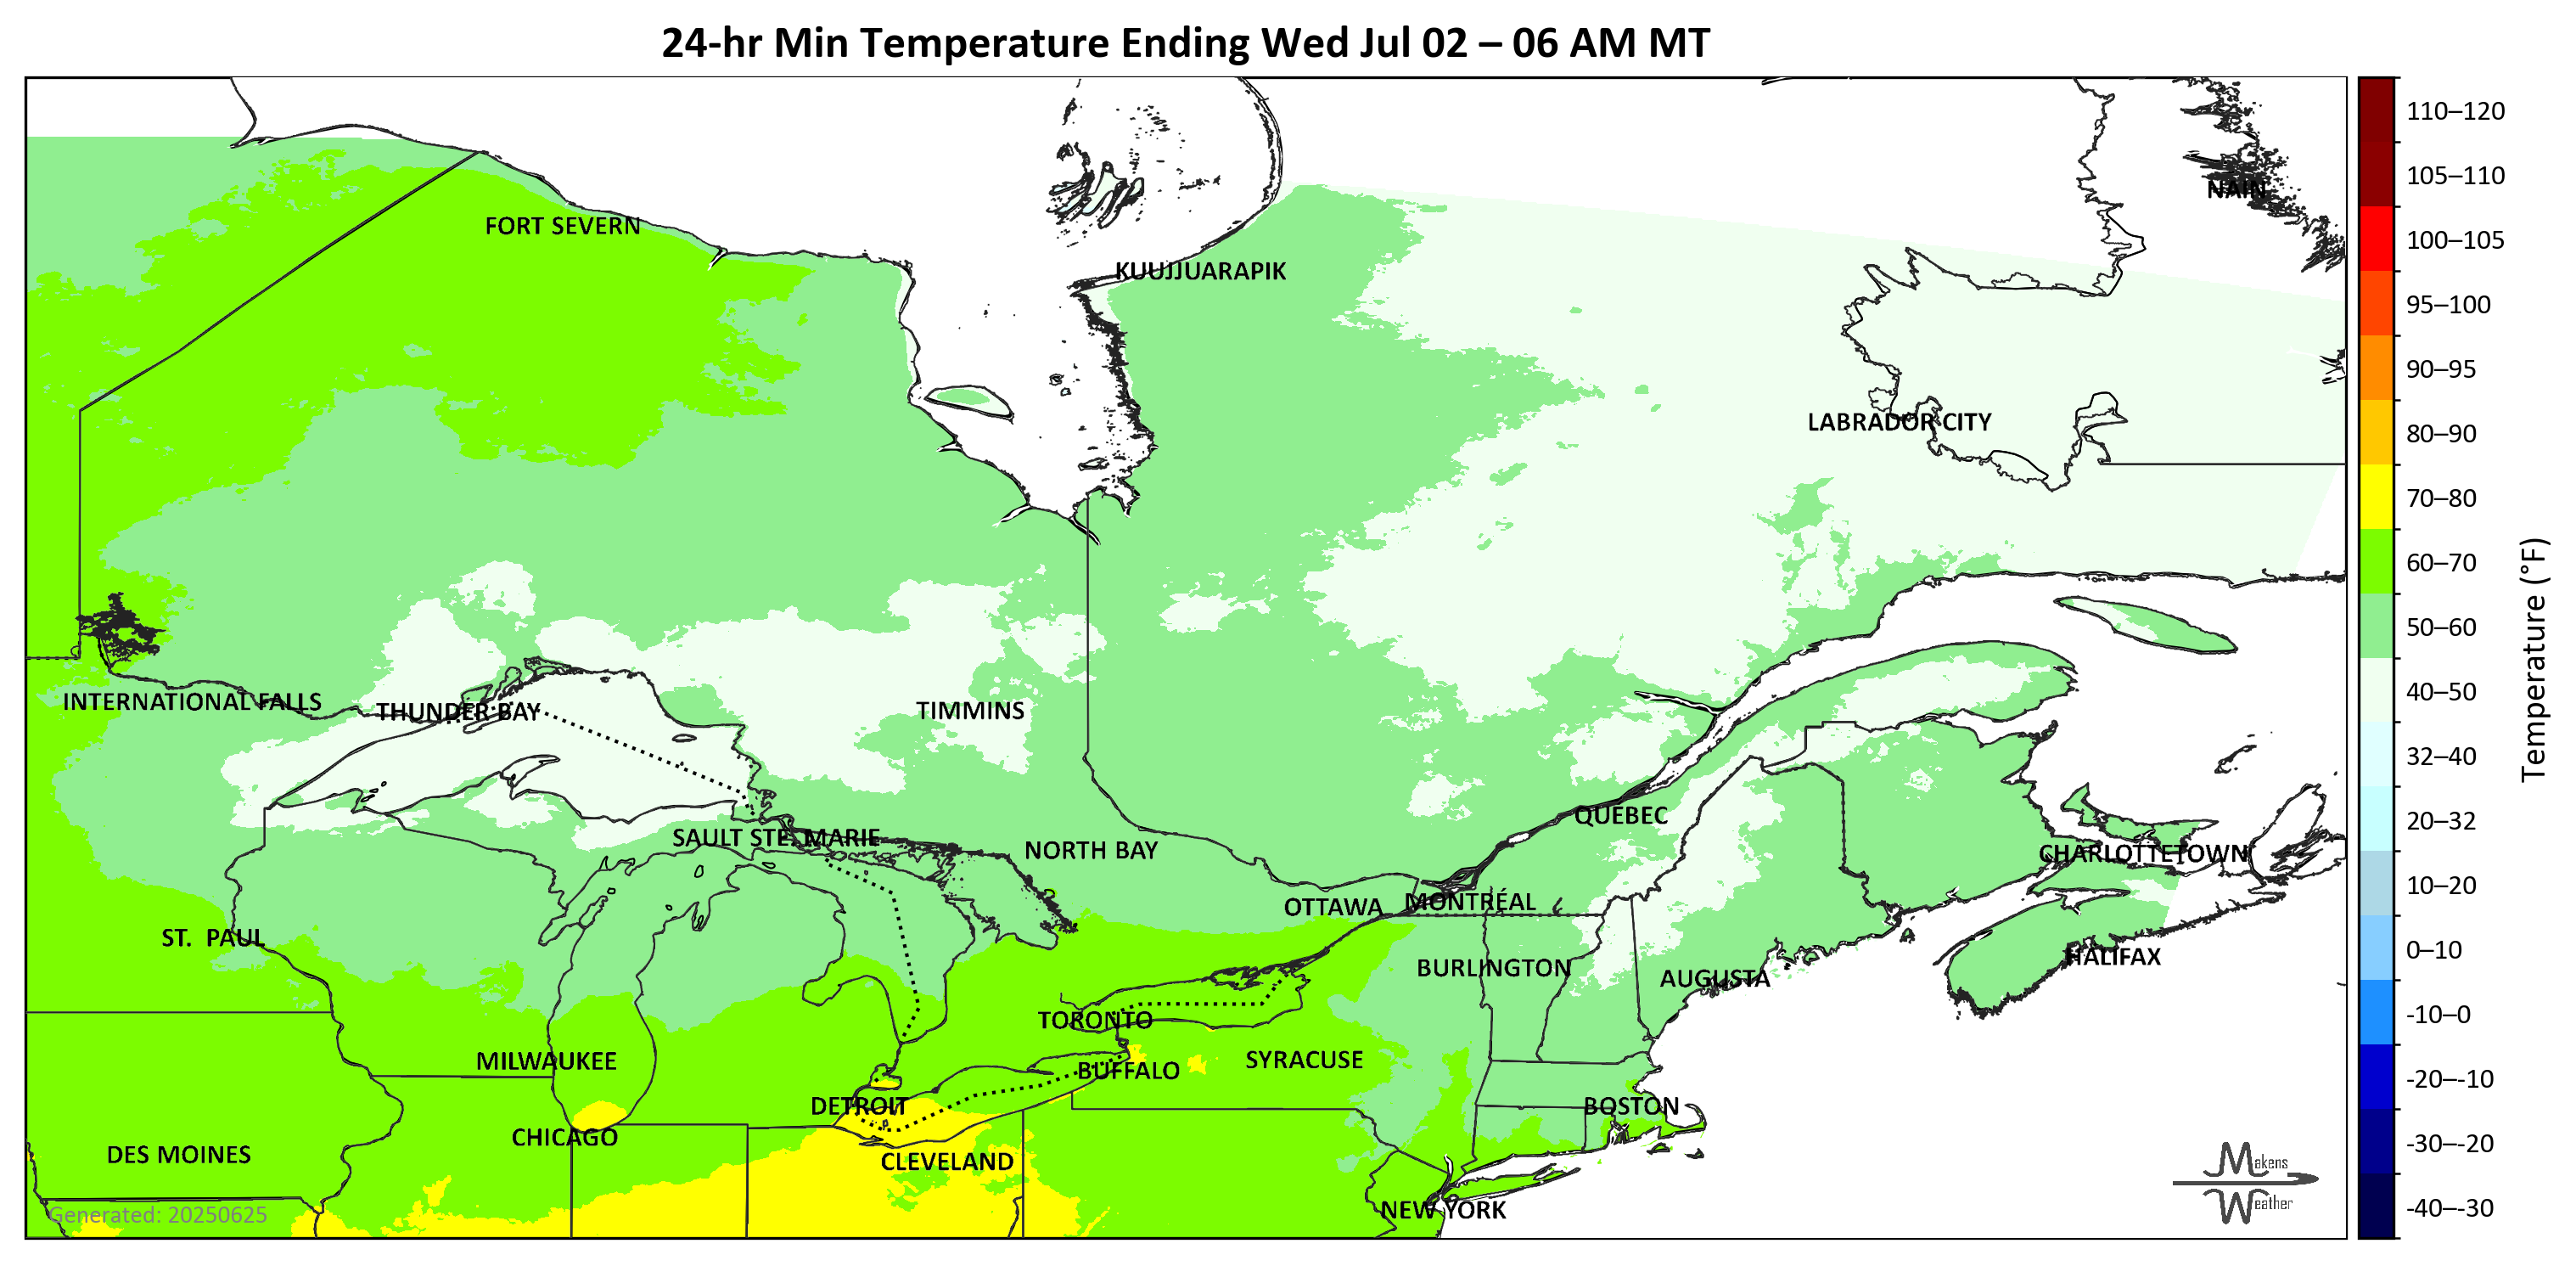 24-hr Min Temperature Ending Wed Jul 02 – 06 AM MT
110–120
105–110
NAIN
FORT SEVERN
100–105
KUUJJUARAPIK
95–100
90–95
LABRADOR CITY
80–90
70–80
60–70
50–60
Temperature (°F)
40–50
INTERNATIONAL FALLS
THUNDER BAY
TIMMINS
32–40
QUÉBEC
20–32
SAULT STE. MARIE
NORTH BAY
CHARLOTTETOWN
10–20
OTTAWA
MONTRÉAL
ST.  PAUL
0–10
HALIFAX
BURLINGTON
AUGUSTA
-10–0
TORONTO
MILWAUKEE
SYRACUSE
BUFFALO
-20–-10
DETROIT
BOSTON
CHICAGO
-30–-20
DES MOINES
CLEVELAND
Makens
Weather
NEW YORK
-40–-30
Generated: 20250625